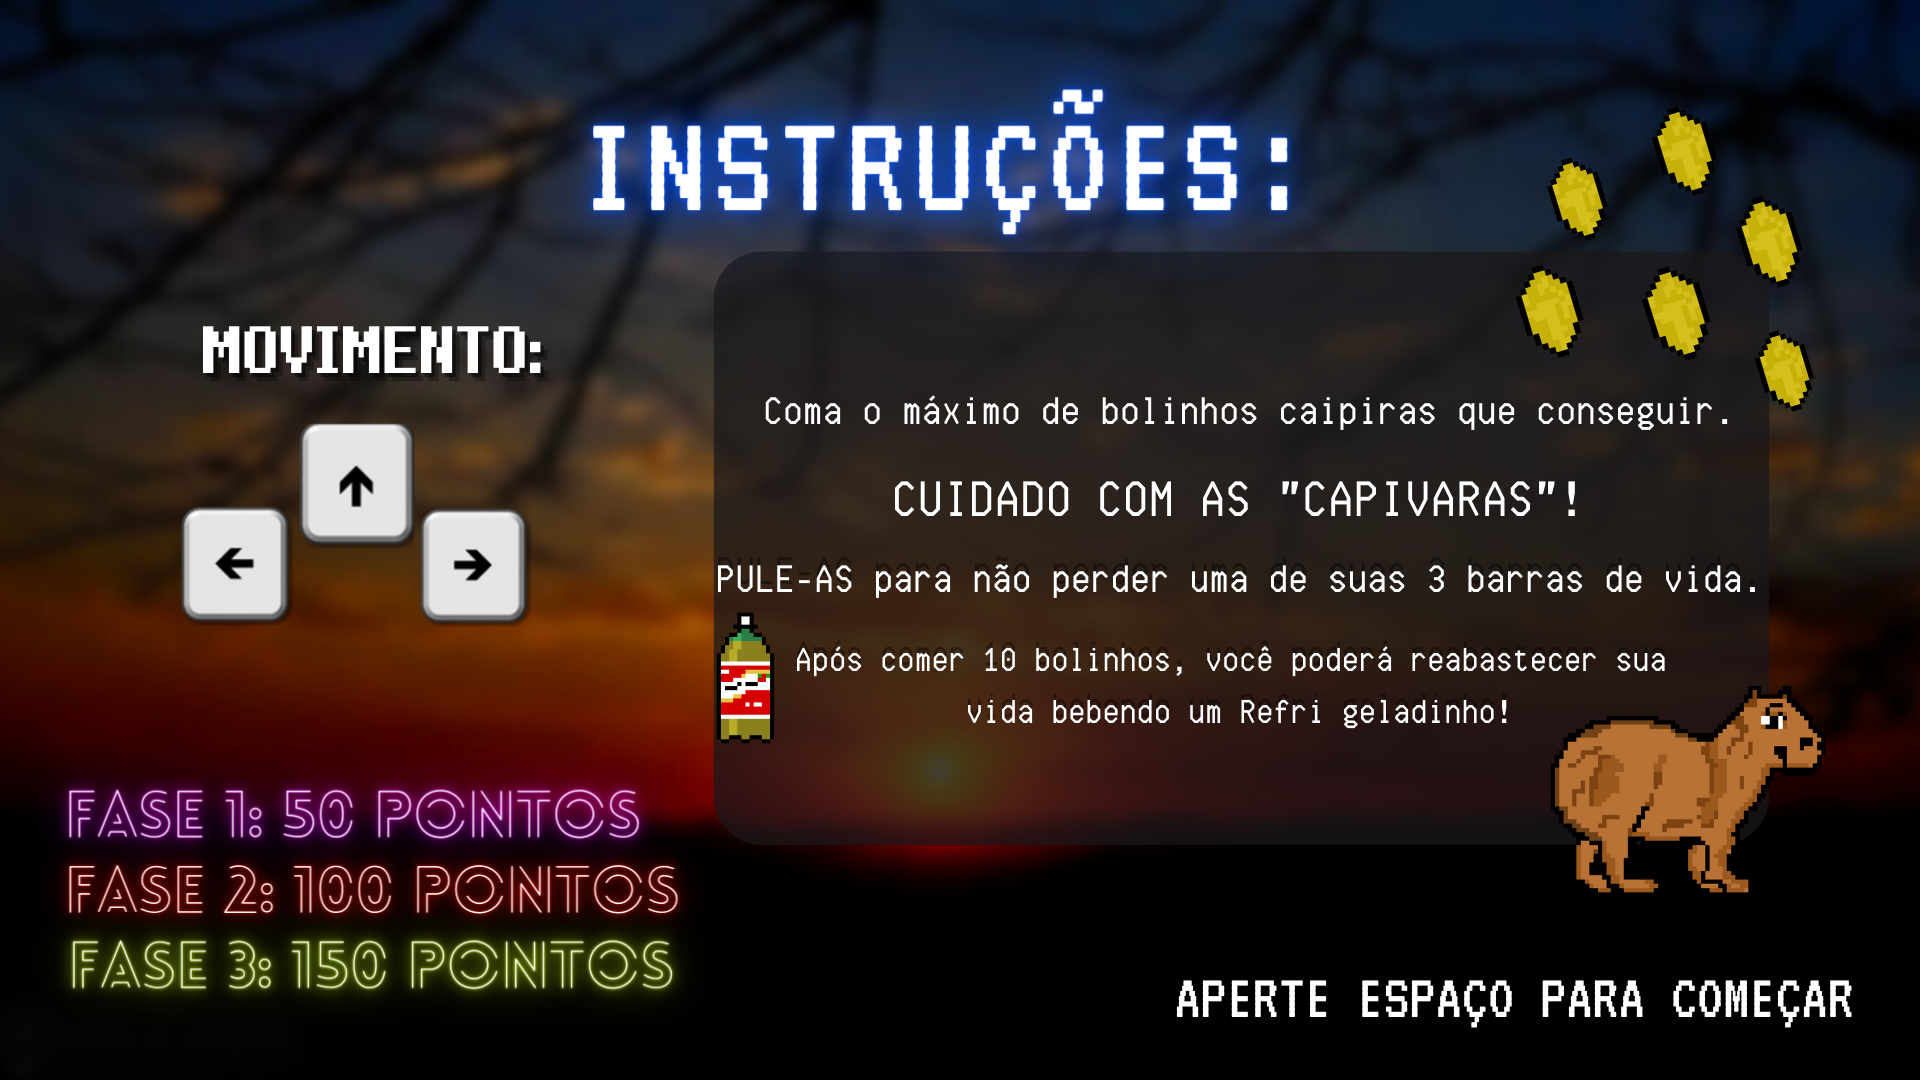 INSTRUÇÕES:
MOVIMENTO:
Coma o máximo de bolinhos caipiras que conseguir.
CUIDADO COM AS "CAPIVARAS"!
PULE-AS para não perder uma de suas 3 barras de vida.
Após comer 10 bolinhos, você poderá reabastecer sua
vida bebendo um Refri geladinho!
FASE 1: 50 PONTOS
FASE 2: 100 PONTOS
FASE 3: 150 PONTOS
APERTE ESPAÇO PARA COMEÇAR